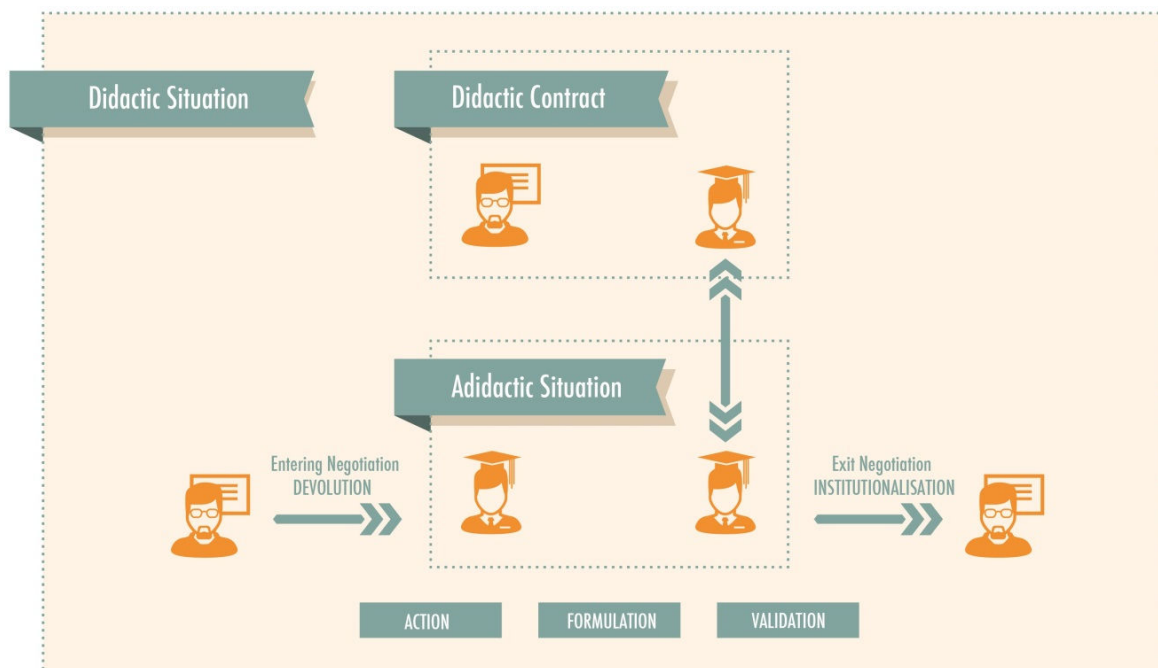 Didactic Situation
Didactic Contract
Adidactic Situation
Entering Negotiation
DEVOLUTION
Exit Negotiation
INSTITUTIONALISATION
ACTION
FORMULATION
VALIDATION